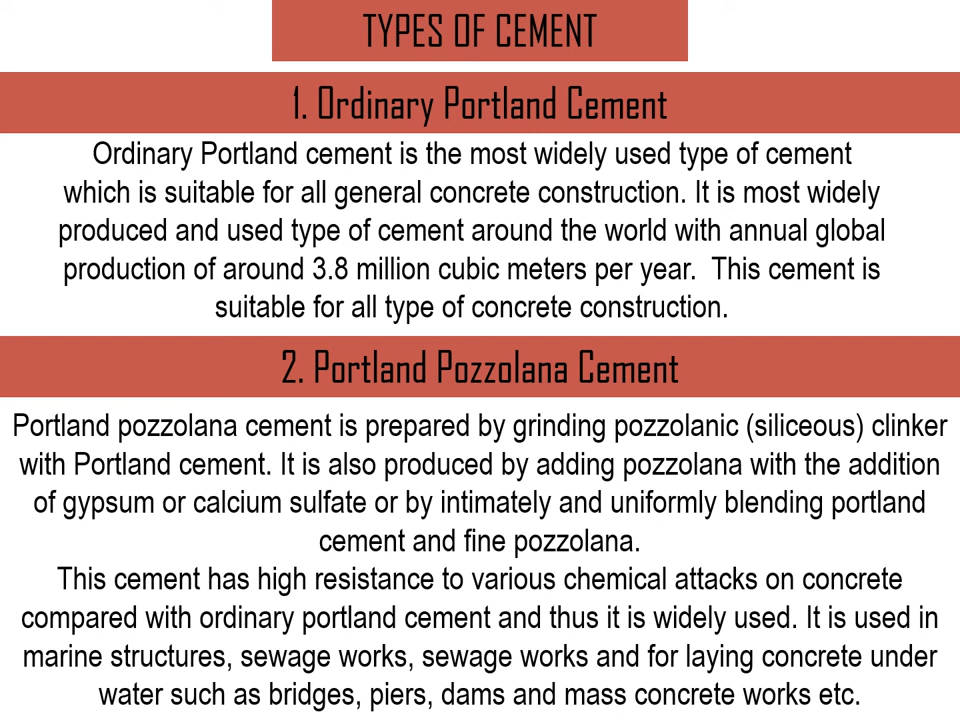 TYPES OF CEMENT
1. Ordinary Portland Cement
Ordinary Portland cement is the most widely used type of cement
which is suitable for all general concrete construction. It is most widely
produced and used type of cement around the world with annual global
production of around 3.8 million cubic meters per year. This cement is
suitable for all type of concrete construction.
2. Portland Pozzolana Cement
Portland pozzolana cement is prepared by grinding pozzolanic (siliceous) clinker
with Portland cement. It is also produced by adding pozzolana with the addition
of gypsum or calcium sulfate or by intimately and uniformly blending portland
cement and fine pozzolana.
This cement has high resistance to various chemical attacks on concrete
compared with ordinary portland cement and thus it is widely used. It is used in
marine structures, sewage works, sewage works and for laying concrete under
water such as bridges, piers, dams and mass concrete works etc.